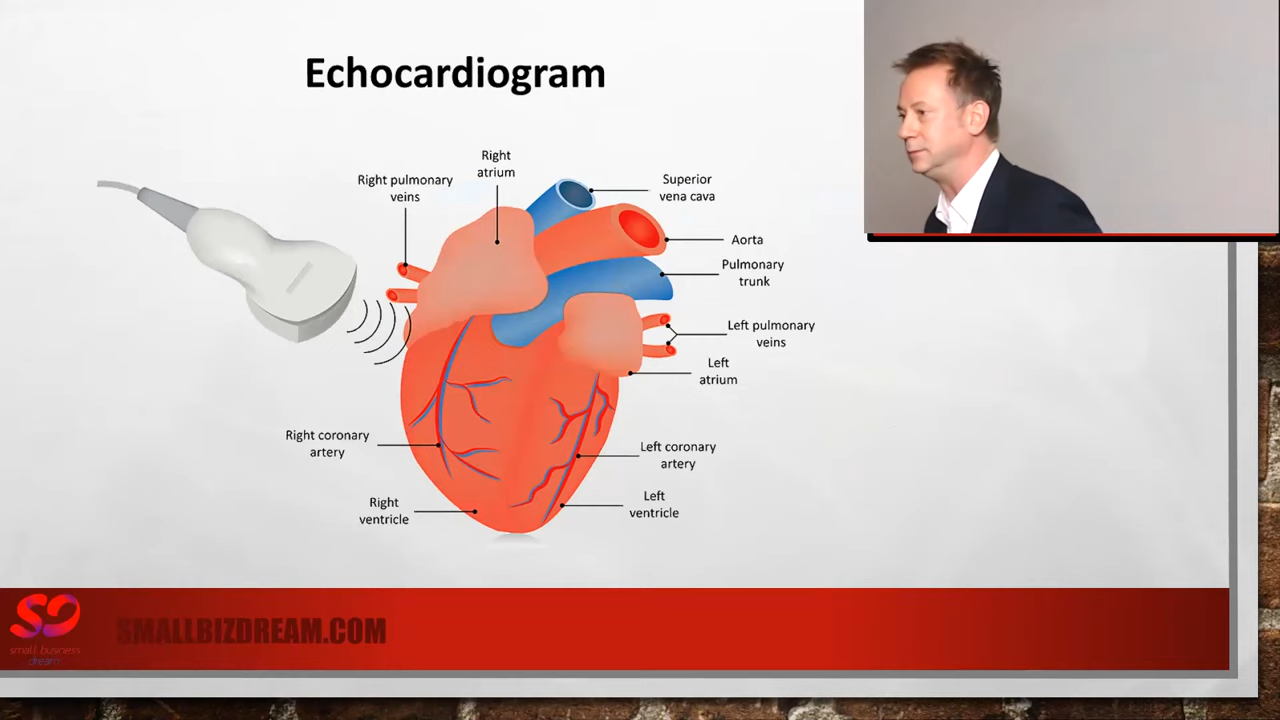 Echocardiogram
Right
atrium
Right pulmonary
veins
Superior
vena cava
Aorta
Pulmonary
trunk
Left pulmonary
veins
Left
atrium
Right coronary
artery
Left coronary
artery
Right
ventricle
Left
ventricle
SMALLBIZDREAM.COM
small business
dream